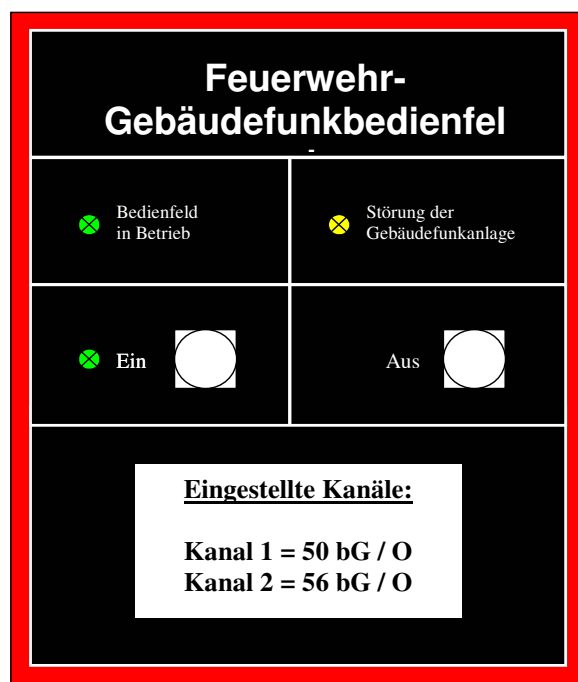 Feuerwehr-
Gebäudefunkbedienfel
-
Bedienfeld
in Betrieb
Störung der
Gebäudefunkanlage
Ein
Aus
Eingestellte Kanäle:
Kanal 1 = 50 bG / O
Kanal 2 = 56 bG / O